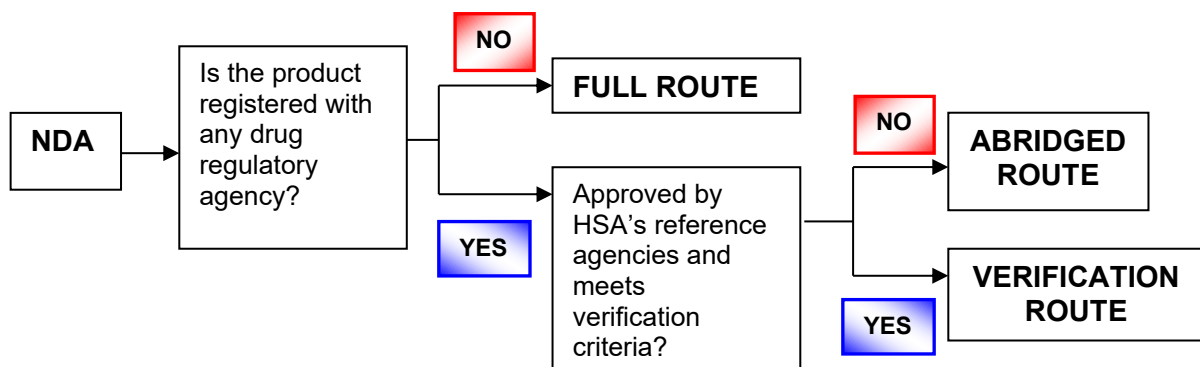 NDA
Is the product
registered with
any drug
regulatory
agency?
NO
FULL ROUTE
YES
Approved by
HSA’s reference
agencies and
meets
verification
criteria?
NO
ABRIDGED
ROUTE
YES
VERIFICATION
ROUTE